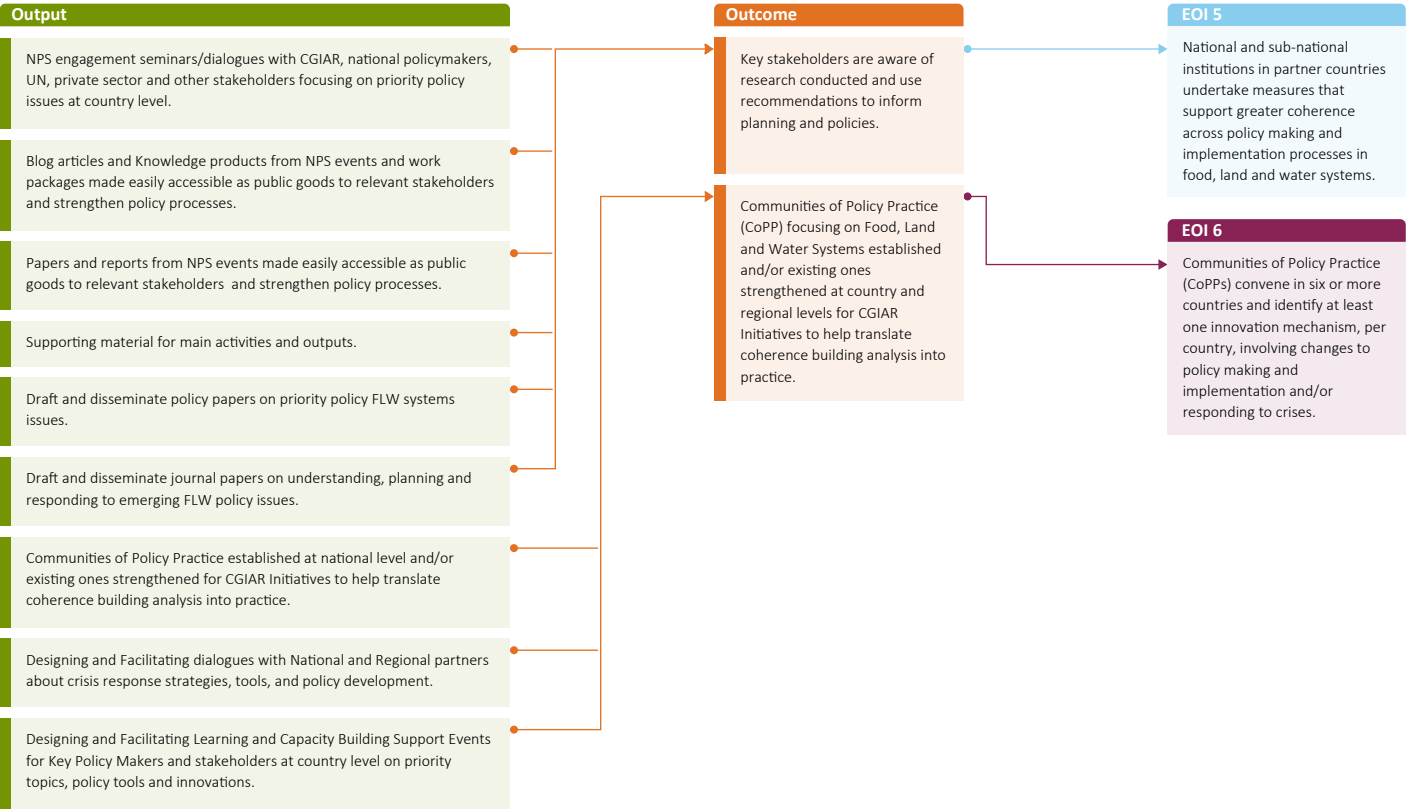 Output
NPS engagement seminars/dialogues with CGIAR, national policymakers,
UN, private sector and other stakeholders focusing on priority policy
issues at country level.
Blog articles and Knowledge products from NPS events and work
packages made easily accessible as public goods to relevant stakeholders
and strengthen policy processes.
Papers and reports from NPS events made easily accessible as public
goods to relevant stakeholders  and strengthen policy processes.
Supporting material for main activities and outputs.
Draft and disseminate policy papers on priority policy FLW systems
issues.
Draft and disseminate journal papers on understanding, planning and
responding to emerging FLW policy issues.
Communities of Policy Practice established at national level and/or
existing ones strengthened for CGIAR Initiatives to help translate
coherence building analysis into practice.
Designing and Facilitating dialogues with National and Regional partners
about crisis response strategies, tools, and policy development.
Designing and Facilitating Learning and Capacity Building Support Events
for Key Policy Makers and stakeholders at country level on priority
topics, policy tools and innovations.
Outcome
Key stakeholders are aware of
research conducted and use
recommendations to inform
planning and policies.
Communities of Policy Practice
(CoPP) focusing on Food, Land
and Water Systems established
and/or existing ones
strengthened at country and
regional levels for CGIAR
Initiatives to help translate
coherence building analysis into
practice.
EOI 5
National and sub-national
institutions in partner countries
undertake measures that
support greater coherence
across policy making and
implementation processes in
food, land and water systems.
EOI 6
Communities of Policy Practice
(CoPPs) convene in six or more
countries and identify at least
one innovation mechanism, per
country, involving changes to
policy making and
implementation and/or
responding to crises.